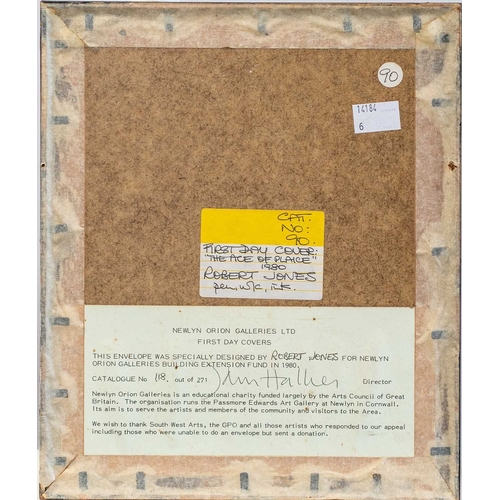 90
14184
6
CAT.
NO:
90.
FIRST DAY COVER:
"THE ACE OF PLAICE"
1980
ROBERT JONES
pen, w/c, ink.
NEWLYN ORION GALLERIES LTD
FIRST DAY COVERS
THIS ENVELOPE WAS SPECIALLY DESIGNED BY ROBERT JONES FOR NEWLYN
ORION GALLERIES BUILDING EXTENSION FUND IN 1980.
CATALOGUE No 118. out of 271 Director
Newlyn Orion Galleries is an educational charity funded largely by the Arts Council of Great
Britain. The organisation runs the Passmore Edwards Art Gallery at Newlyn in Cornwall.
Its aim is to serve the artists and members of the community and visitors to the Area.
We wish to thank South West Arts, the GPO and all those artists who responded to our appeal
including those who were unable to do an envelope but sent a donation.